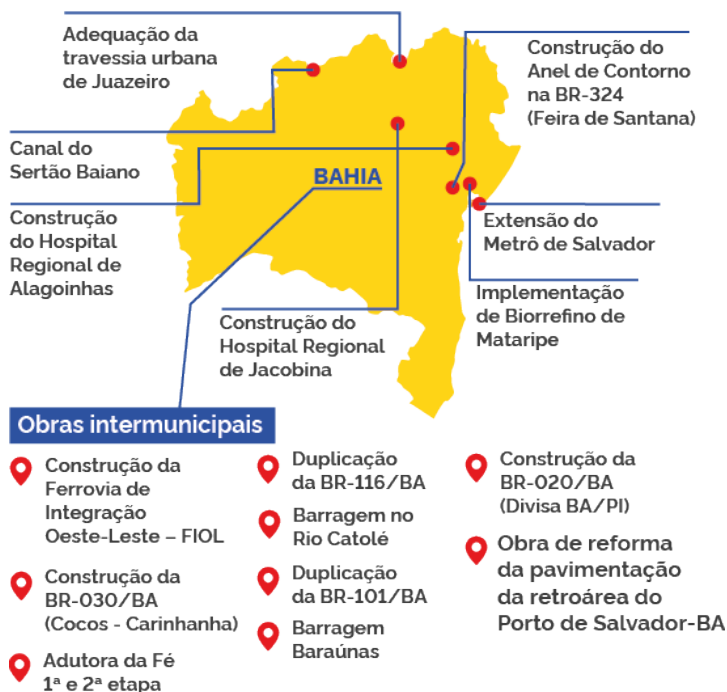 Adequação da
travessia urbana
de Juazeiro
Construção do
Anel de Contorno
na BR-324
(Feira de Santana)
Canal do
Sertão Baiano
BAHIA
Construção
do Hospital
Regional de
Alagoinhas
Extensão do
Metrô de Salvador
Implementação
de Biorrefino de
Mataripe
Construção do
Hospital Regional
de Jacobina
Obras intermunicipais
Construção da
Ferrovia de
Integração
Oeste-Leste – FIOL
Construção da
BR-030/BA
(Cocos - Carinhanha)
Adutora da Fé
1ª e 2ª etapa
Duplicação
da BR-116/BA
Barragem no
Rio Catolé
Duplicação
da BR-101/BA
Barragem
Baraúnas
Construção da
BR-020/BA
(Divisa BA/PI)
Obra de reforma
da pavimentação
da retroárea do
Porto de Salvador-BA